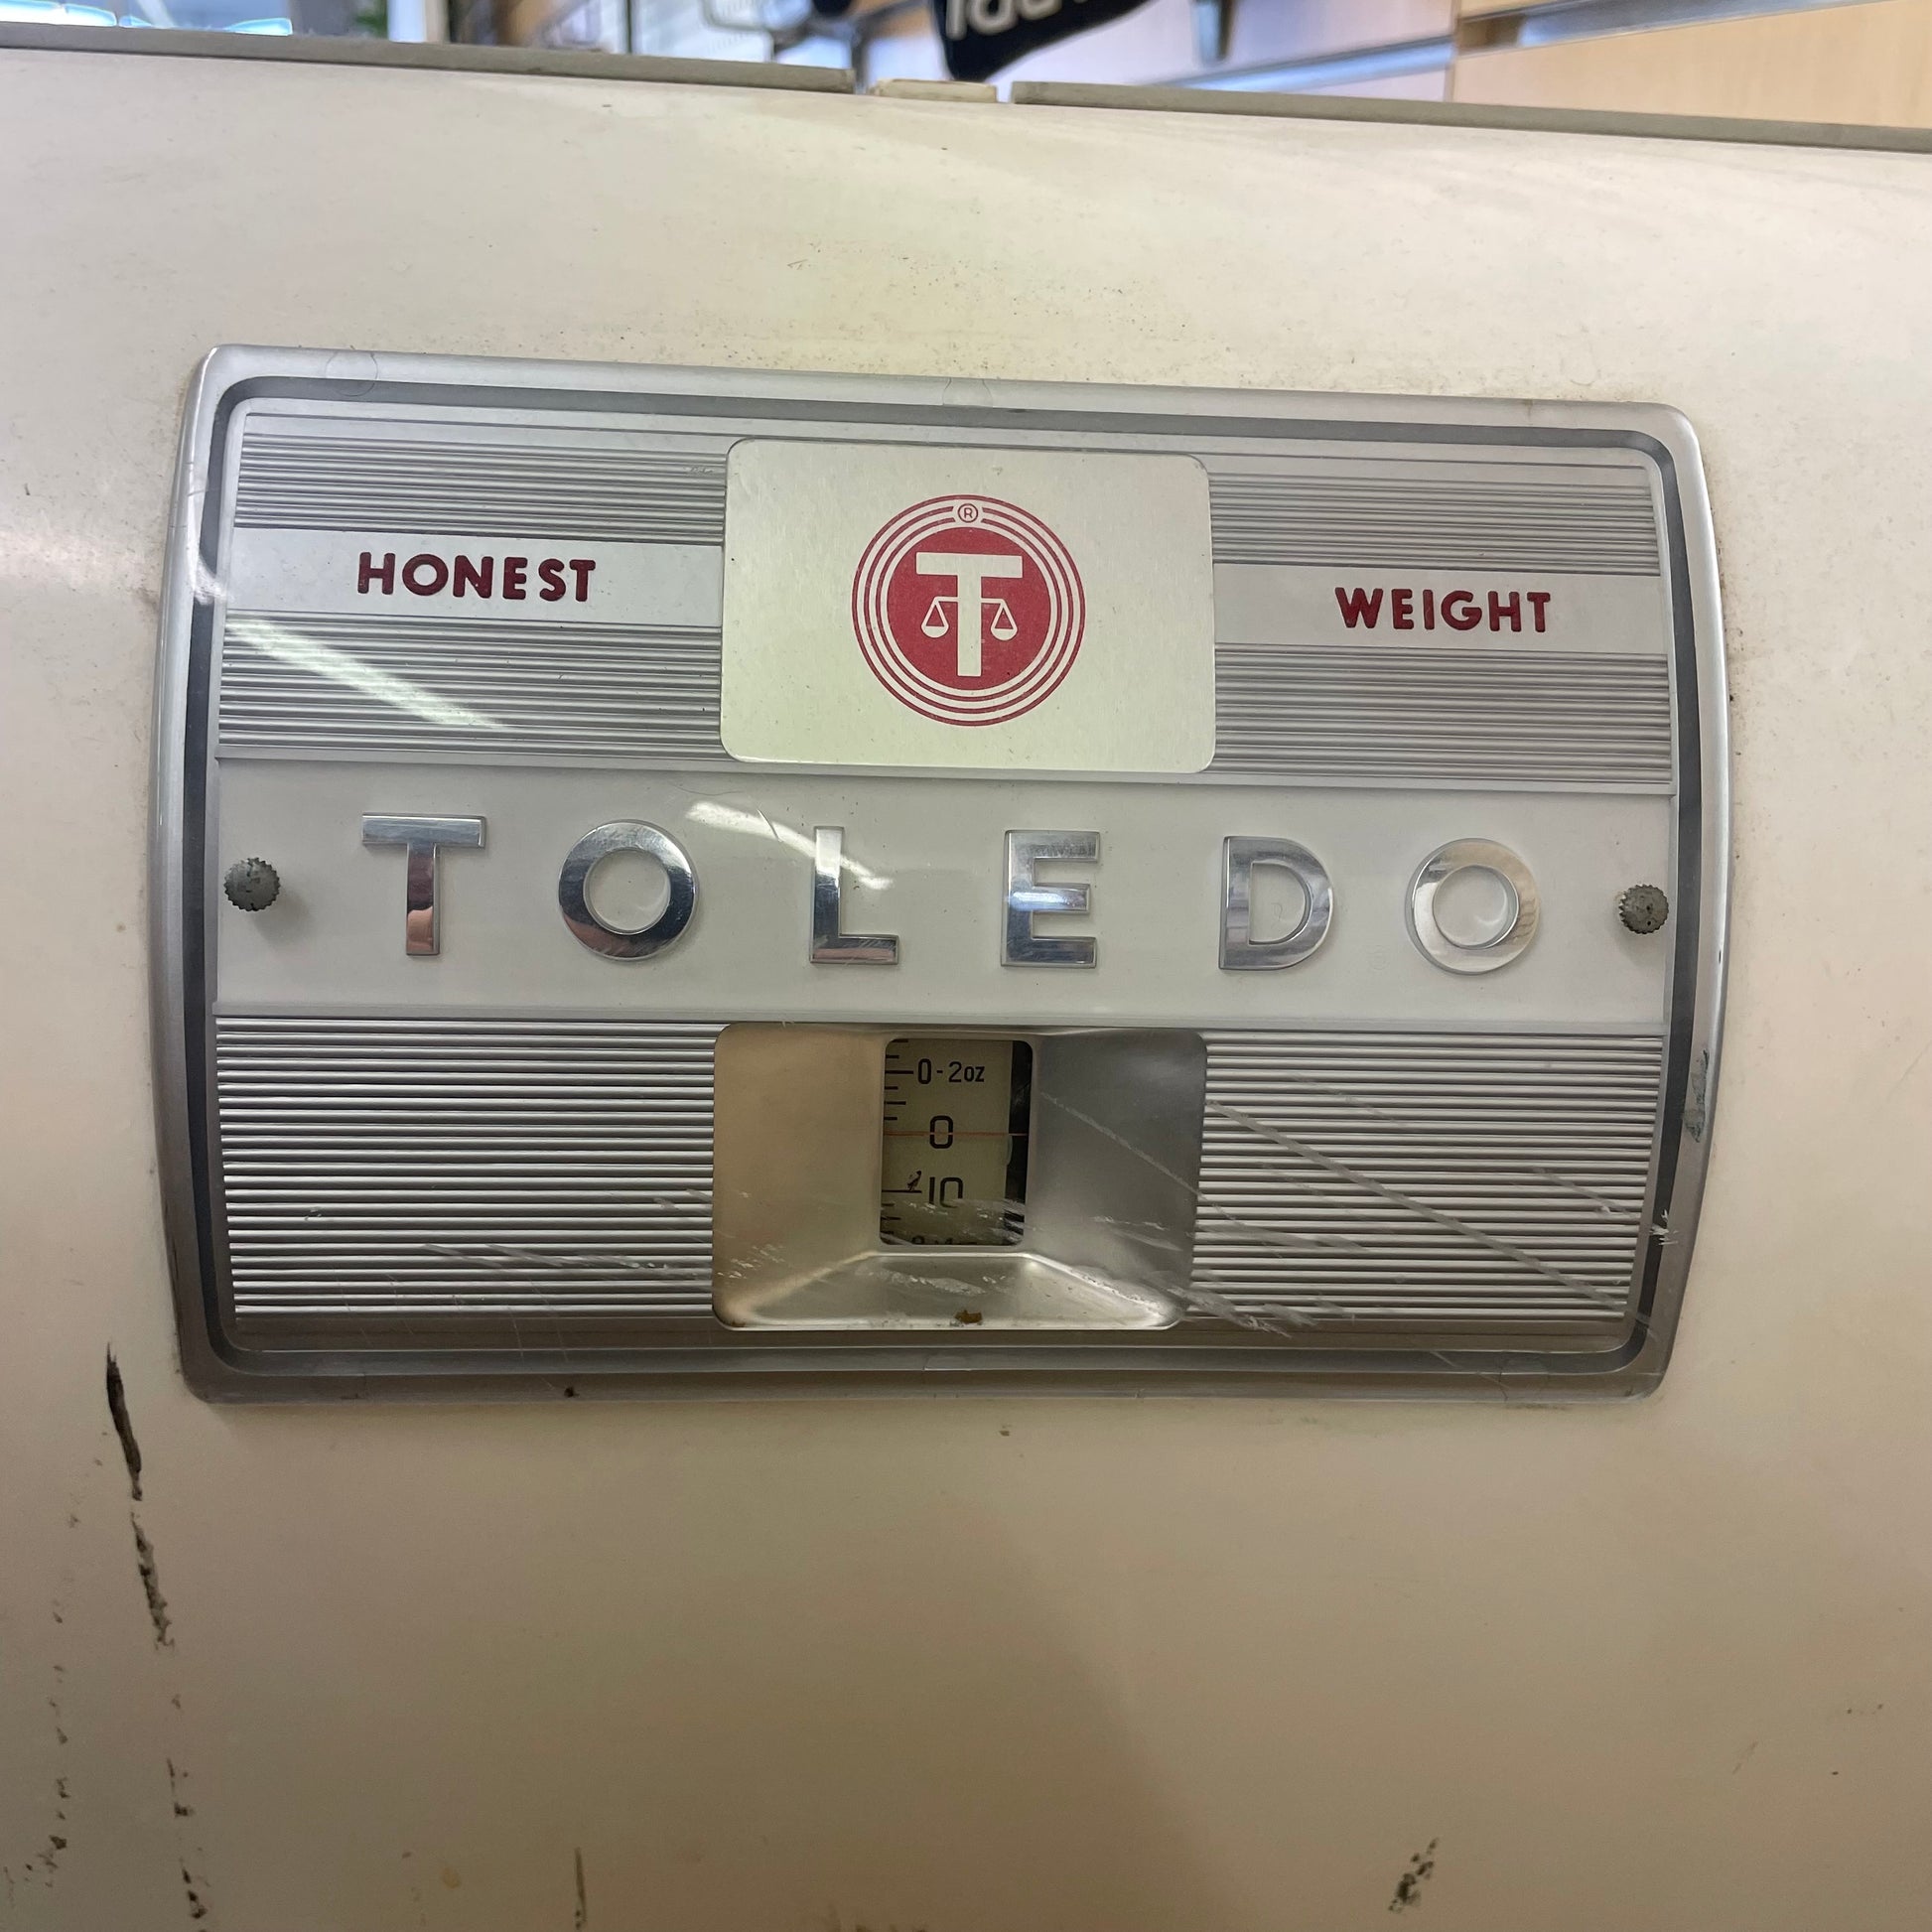 HONEST
WEIGHT
®
T
TOLEDO
0-2oz
0
10